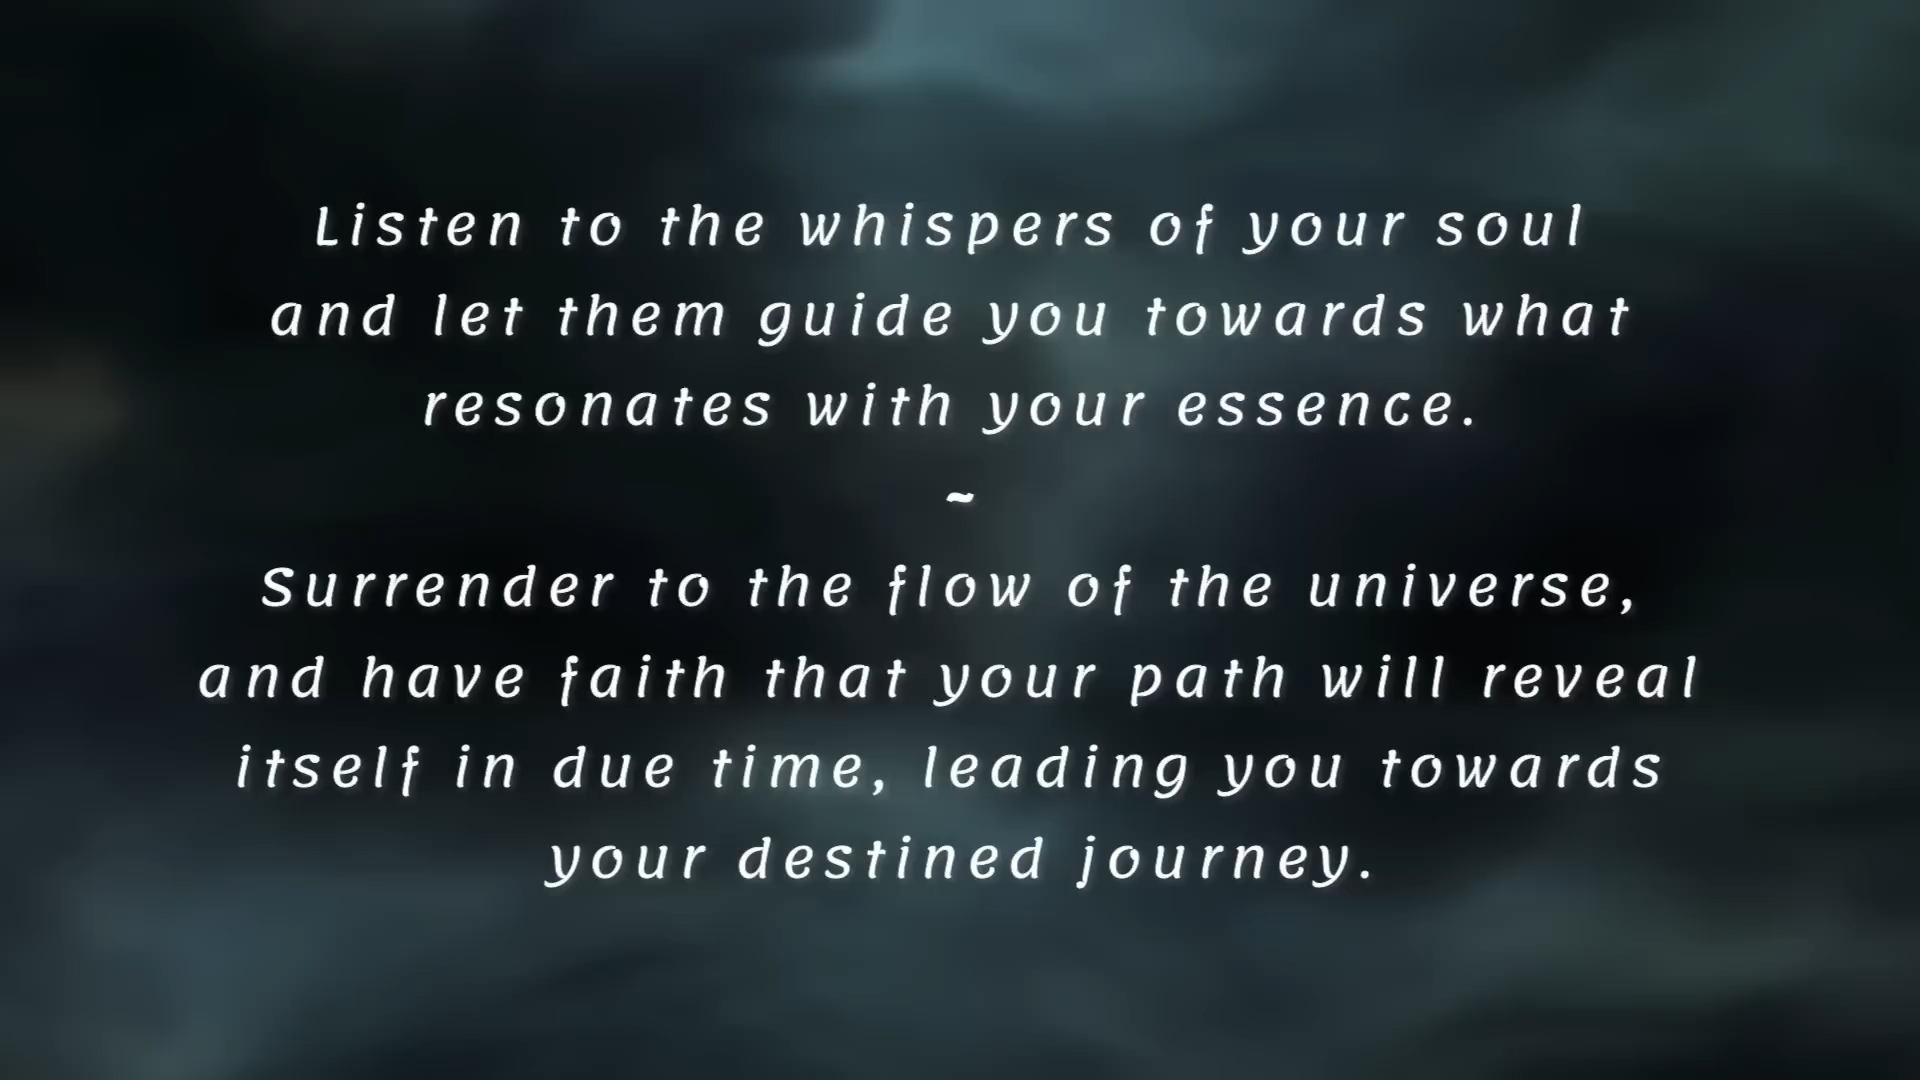 Listen to the whispers of your soul
and let them guide you towards what
resonates with your essence.
~
Surrender to the flow of the universe,
and have faith that your path will reveal
itself in due time, leading you towards
your destined journey.